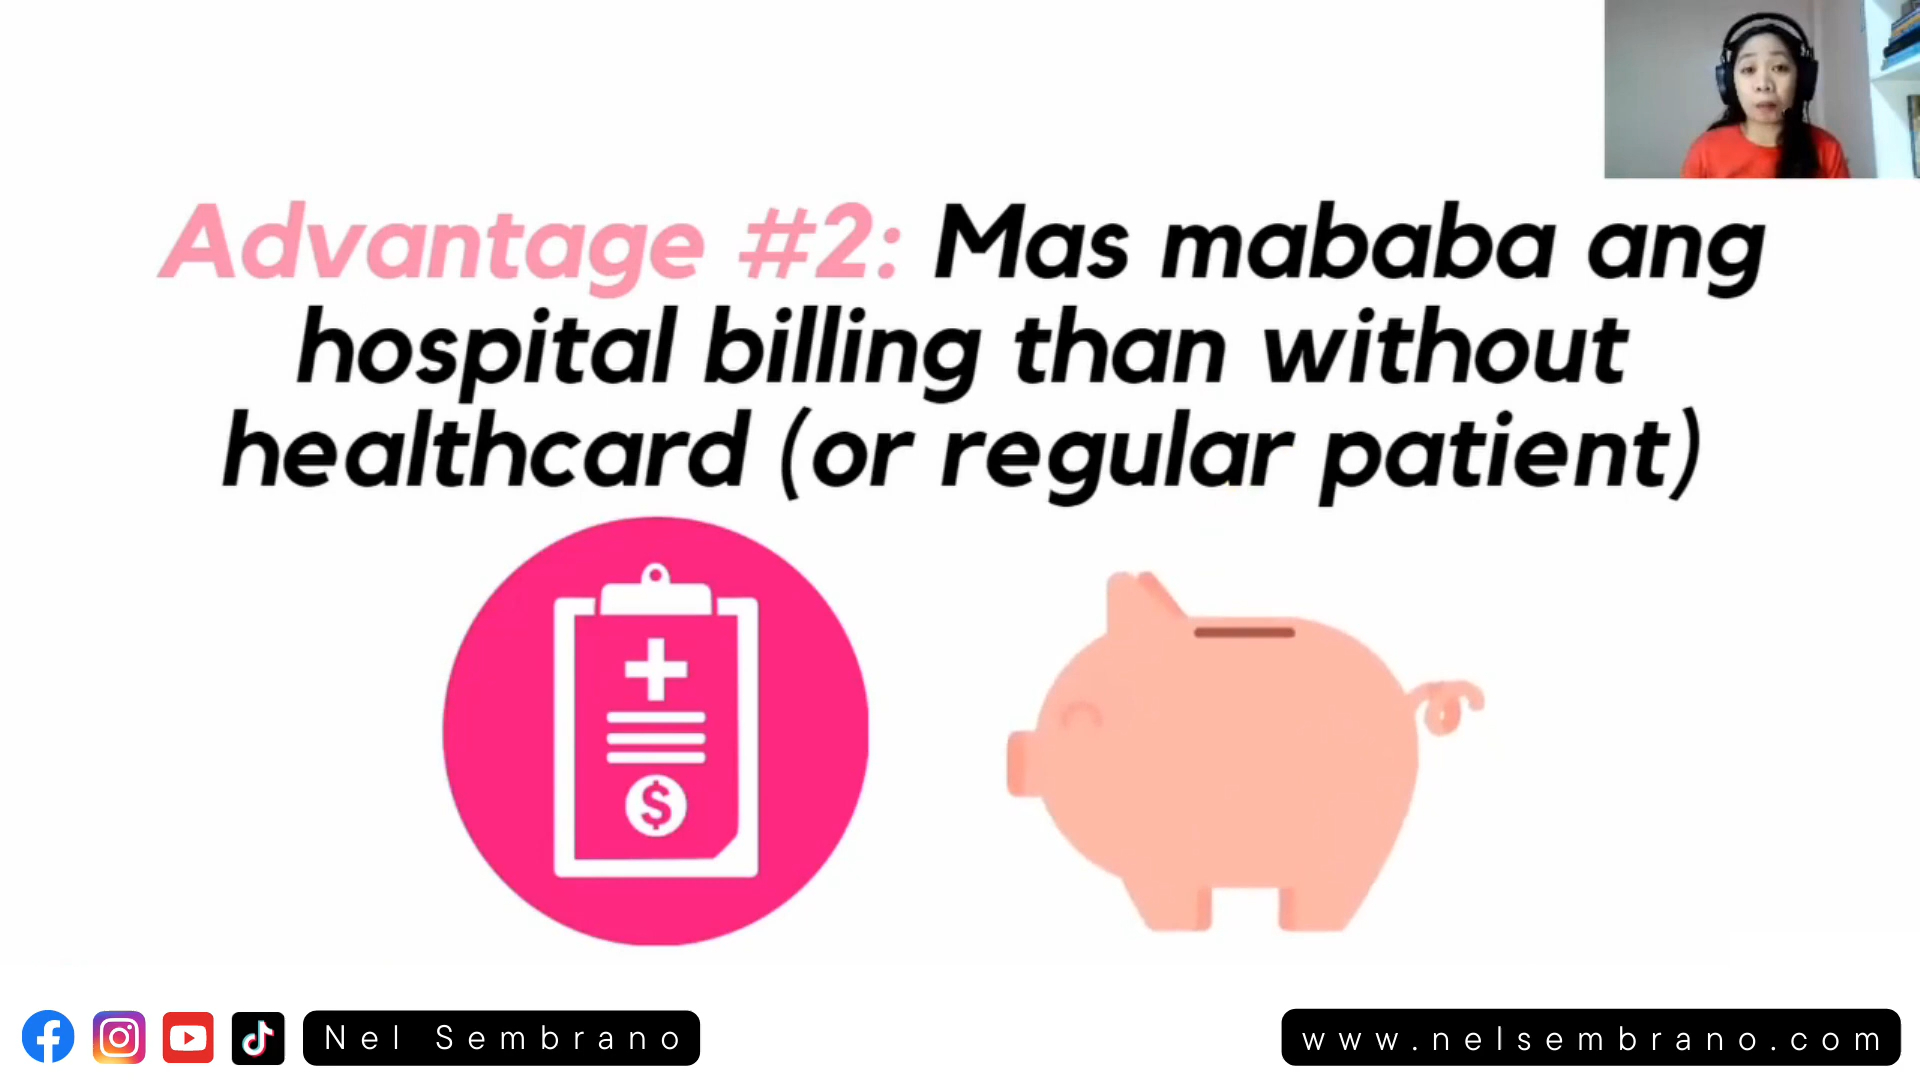 Advantage #2: Mas mababa ang
hospital billing than without
healthcard (or regular patient)
$
Nel Sembrano
www.nelsembrano.com